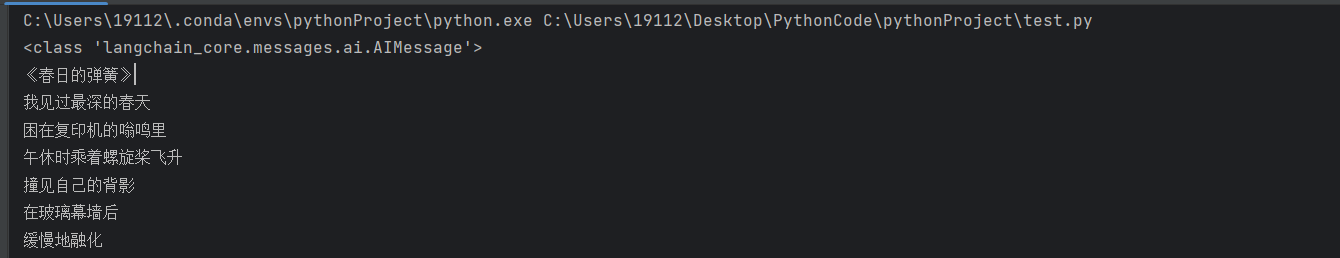 C:\Users\19112\.conda\envs\pythonProject\python.exe C:\Users\19112\Desktop\PythonCode\pythonProject\test.py
<class 'langchain_core.messages.ai.AIMessage'>
《春日的弹簧》
我见过最深的春天
困在复印机的嗡鸣里
午休时乘着螺旋桨飞升
撞见自己的背影
在玻璃幕墙后
缓慢地融化